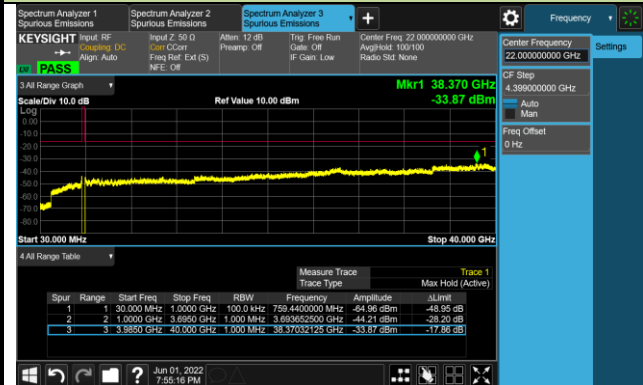 Spectrum Analyzer 1
Spurious Emissions
Spectrum Analyzer 2
Spurious Emissions
Spectrum Analyzer 3
Spurious Emissions
Frequency
KEYSIGHT
Input: RF
Coupling: DC
Align: Auto
Input Z: 50 Ω
Corr CCorr
Freq Ref: Ext (S)
NFE: Off
Atten: 12 dB
Preamp: Off
Trig: Free Run
Gate: Off
IF Gain: Low
Center Freq: 22.000000000 GHz
Avg|Hold: 100/100
Radio Std: None
PASS
Center Frequency
22.000000000 GHz
Settings
CF Step
4.399000000 GHz
Auto
Man
Freq Offset
0 Hz
3 All Range Graph
Mkr1 38.370 GHz
-33.87 dBm
Scale/Div 10.0 dB
Ref Value 10.00 dBm
Log
0.00
-10.0
-20.0
-30.0
-40.0
-50.0
-60.0
-70.0
-80.0
1
Start 30.000 MHz
Stop 40.000 GHz
4 All Range Table
Measure Trace Trace 1
Trace Type Max Hold (Active)
Spur Range Start Freq Stop Freq RBW Frequency Amplitude ΔLimit
1 1 30.000 MHz 1.0000 GHz 100.0 kHz 759.4400000 MHz -64.96 dBm -48.95 dB
2 2 1.0000 GHz 3.6950 GHz 1.000 MHz 3.693652500 GHz -44.21 dBm -28.20 dB
3 3 3.9850 GHz 40.000 GHz 1.000 MHz 38.37032125 GHz -33.87 dBm -17.86 dB
Jun 01, 2022
7:55:16 PM